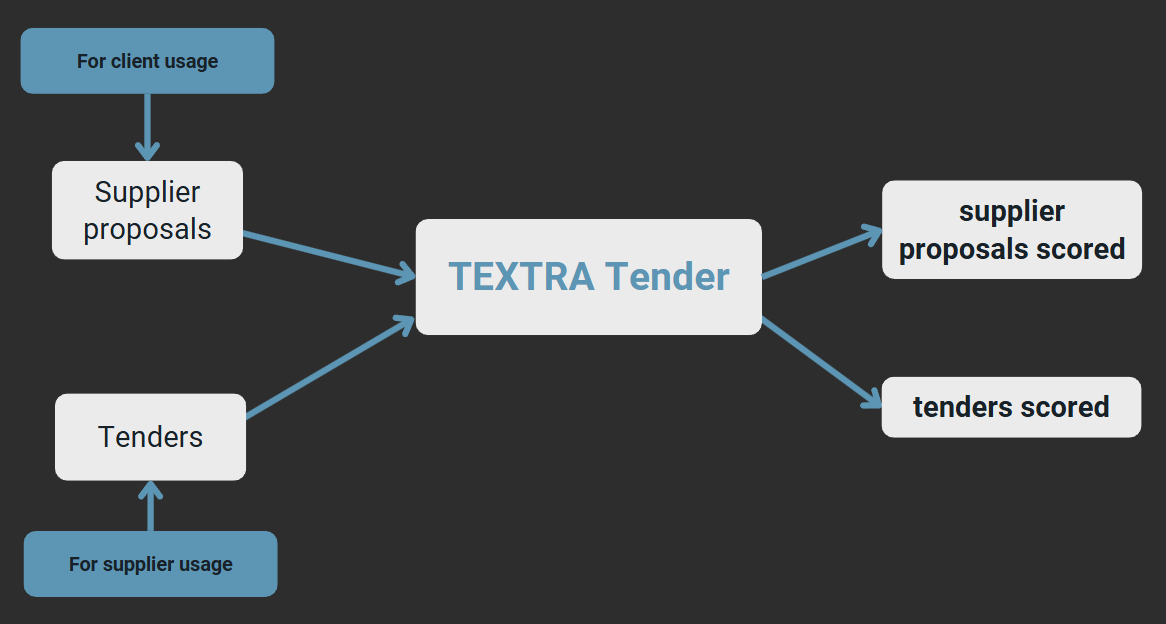 For client usage
Supplier
proposals
TEXTRA Tender
supplier
proposals scored
tenders scored
Tenders
For supplier usage